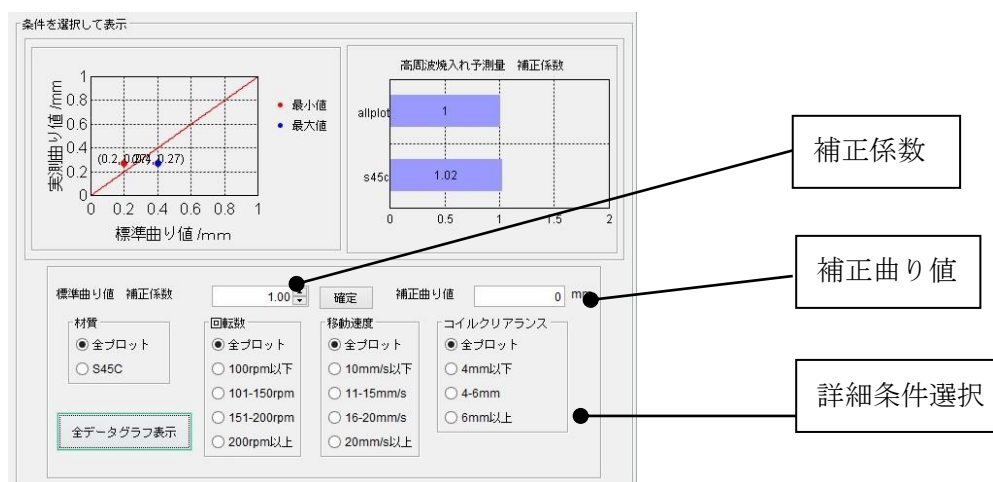 条件を選択して表示
実測曲り値 /mm
1
0.8
0.6
0.4
0.2
0
0 0.2 0.4 0.6 0.8 1
標準曲り値 /mm
(0.2, 0.27)
(0.4, 0.27)
最小値
最大値
高周波焼入れ予測量 補正係数
allplot
1
s45c
1.02
0 0.5 1 1.5 2
補正係数
補正曲り値
詳細条件選択
標準曲り値 補正係数 1.00 確定 補正曲り値 0 mm
材質
全プロット
S45C
全データグラフ表示
回転数
全プロット
100rpm以下
101-150rpm
151-200rpm
200rpm以上
移動速度
全プロット
10mm/s以下
11-15mm/s
16-20mm/s
20mm/s以上
コイルクリアランス
全プロット
4mm以下
4-6mm
6mm以上